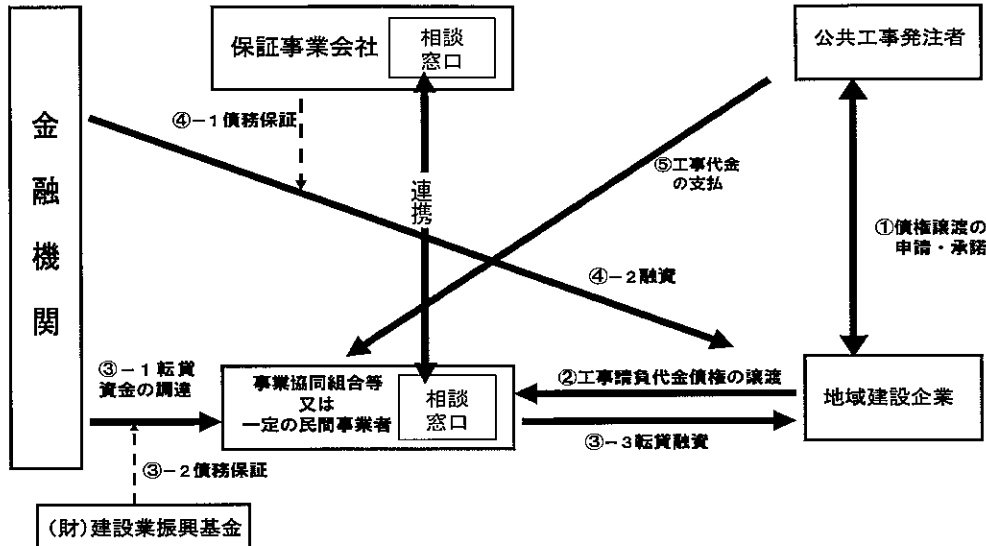 保証事業会社
相談
窓口
公共工事発注者
金融機関
④-1債務保証
連携
⑤工事代金
の支払
①債権譲渡の
申請・承諾
④-2融資
③-1転貸
資金の調達
事業協同組合等
又は
一定の民間事業者
相談
窓口
②工事請負代金債権の譲渡
地域建設企業
③-3転貸融資
③-2債務保証
(財)建設業振興基金